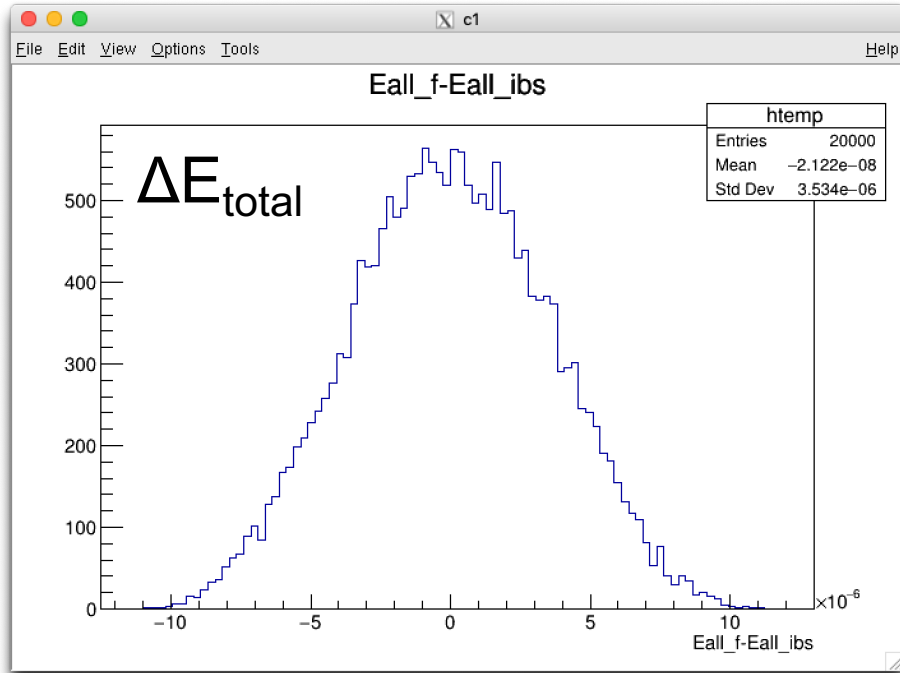 c1
File Edit View Options Tools Help
Eall_f-Eall_ibs
htemp
Entries 20000
Mean −2.122e−08
Std Dev 3.534e−06
ΔEtotal
500
400
300
200
100
0
−10 −5 0 5 10
×10−6
Eall_f-Eall_ibs